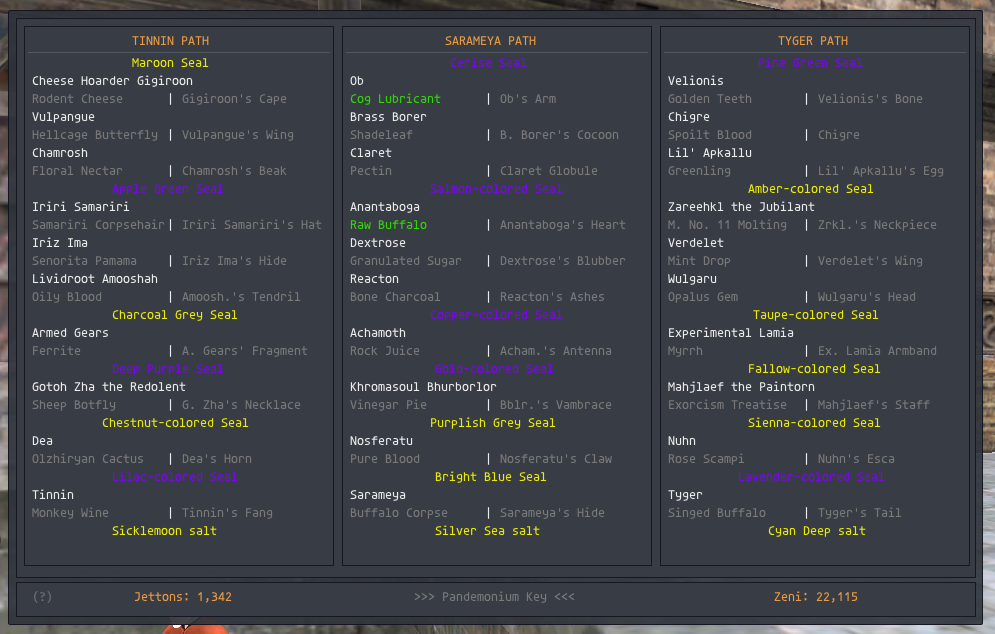 TINNIN PATH
Maroon Seal
Cheese Hoarder Gigiroon
Rodent Cheese | Gigiroon's Cape
Vulpangue
Hellcage Butterfly | Vulpangue's Wing
Chamrosh
Floral Nectar | Chamrosh's Beak
Apple Green Seal
Iriri Samariri
Samariri Corpsehair | Iriri Samariri's Hat
Iriz Ima
Senorita Pamama | Iriz Ima's Hide
Lividroot Amooshah
Oily Blood | Amoosh.'s Tendril
Charcoal Grey Seal
Armed Gears
Ferrite | A. Gears' Fragment
Deep Purple Seal
Gotoh Zha the Redolent
Sheep Botfly | G. Zha's Necklace
Chestnut-colored Seal
Dea
Olzhiryan Cactus | Dea's Horn
Lilac-colored Seal
Tinnin
Monkey Wine | Tinnin's Fang
Sicklemoon salt
SARAMEYA PATH
Cerise Seal
Ob
Cog Lubricant | Ob's Arm
Brass Borer
Shadeleaf | B. Borer's Cocoon
Claret
Pectin | Claret Globule
Salmon-colored Seal
Anantaboga
Raw Buffalo | Anantaboga's Heart
Dextrose
Granulated Sugar | Dextrose's Blubber
Reacton
Bone Charcoal | Reacton's Ashes
Copper-colored Seal
Achamoth
Rock Juice | Acham.'s Antenna
Gold-colored Seal
Khromasoul Bhurborlor
Vinegar Pie | Bblr.'s Vambrace
Purplish Grey Seal
Nosferatu
Pure Blood | Nosferatu's Claw
Bright Blue Seal
Sarameya
Buffalo Corpse | Sarameya's Hide
Silver Sea salt
TYGER PATH
Pine Green Seal
Velionis
Golden Teeth | Velionis's Bone
Chigre
Spoilt Blood | Chigre
Lil' Apkallu
Greenling | Lil' Apkallu's Egg
Amber-colored Seal
Zareehkl the Jubilant
M. No. 11 Molting | Zrkl.'s Neckpiece
Verdelet
Mint Drop | Verdelet's Wing
Wulgaru
Opalus Gem | Wulgaru's Head
Taupe-colored Seal
Experimental Lamia
Myrrh | Ex. Lamia Armband
Fallow-colored Seal
Mahjlaef the Paintorn
Exorcism Treatise | Mahjlaef's Staff
Sienna-colored Seal
Nuhn
Rose Scampi | Nuhn's Esca
Lavender-colored Seal
Tyger
Singed Buffalo | Tyger's Tail
Cyan Deep salt
(?) Jettons: 1,342 >>> Pandemonium Key <<< Zeni: 22,115